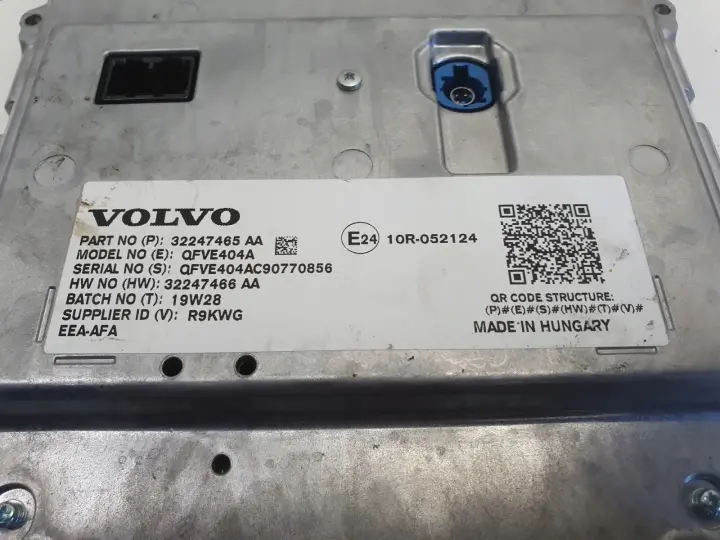 VOLVO
PART NO (P): 32247465 AA
MODEL NO (E): QFVE404A
SERIAL NO (S): QFVE404AC90770856
HW NO (HW): 32247466 AA
BATCH NO (T): 19W28
SUPPLIER ID (V): R9KWG
EEA-AFA
E24 10R-052124
QR CODE STRUCTURE:
(P)#(E)#(S)#(HW)#(T)#(V)#
MADE IN HUNGARY